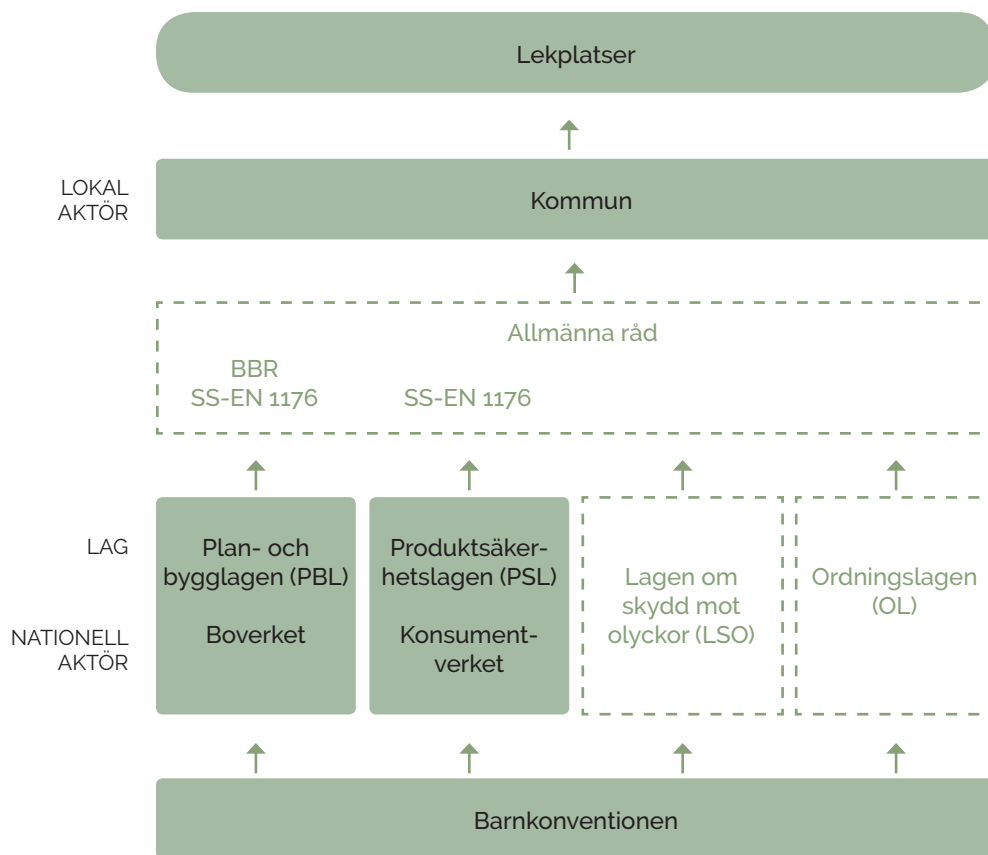 Lekplatser
LOKAL
AKTÖR
Kommun
Allmänna råd
BBR
SS-EN 1176
SS-EN 1176
LAG
NATIONELL
AKTÖR
Plan- och
bygglagen (PBL)
Boverket
Produktsäker-
hetslagen (PSL)
Konsument-
verket
Lagen om
skydd mot
olyckor (LSO)
Ordningslagen
(OL)
Barnkonventionen